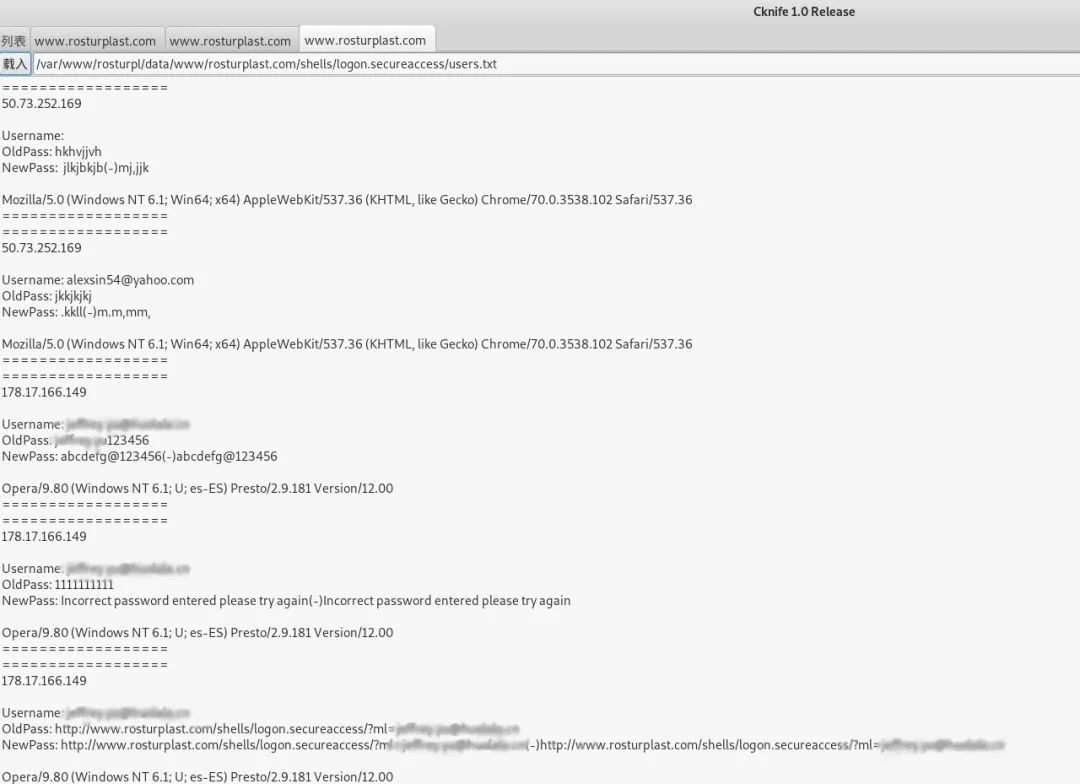 Cknife 1.0 Release
列表 www.rosturplast.com www.rosturplast.com www.rosturplast.com
载入 /var/www/rosturpl/data/www/rosturplast.com/shells/logon.secureaccess/users.txt
==================
50.73.252.169
Username:
OldPass: hkhvjjvh
NewPass: jlkjbkjb(-)mj,jjk
Mozilla/5.0 (Windows NT 6.1; Win64; x64) AppleWebKit/537.36 (KHTML, like Gecko) Chrome/70.0.3538.102 Safari/537.36
==================
==================
50.73.252.169
Username: alexsin54@yahoo.com
OldPass: jkkjkjkj
NewPass: .kkll(-)m.m,mm,
Mozilla/5.0 (Windows NT 6.1; Win64; x64) AppleWebKit/537.36 (KHTML, like Gecko) Chrome/70.0.3538.102 Safari/537.36
==================
==================
178.17.166.149
Username:
OldPass: 123456
NewPass: abcdefg@123456(-)abcdefg@123456
Opera/9.80 (Windows NT 6.1; U; es-ES) Presto/2.9.181 Version/12.00
==================
==================
178.17.166.149
Username:
OldPass: 1111111111
NewPass: Incorrect password entered please try again(-)Incorrect password entered please try again
Opera/9.80 (Windows NT 6.1; U; es-ES) Presto/2.9.181 Version/12.00
==================
==================
178.17.166.149
Username:
OldPass: http://www.rosturplast.com/shells/logon.secureaccess/?ml=
NewPass: http://www.rosturplast.com/shells/logon.secureaccess/?ml (-)http://www.rosturplast.com/shells/logon.secureaccess/?ml=
Opera/9.80 (Windows NT 6.1; U; es-ES) Presto/2.9.181 Version/12.00